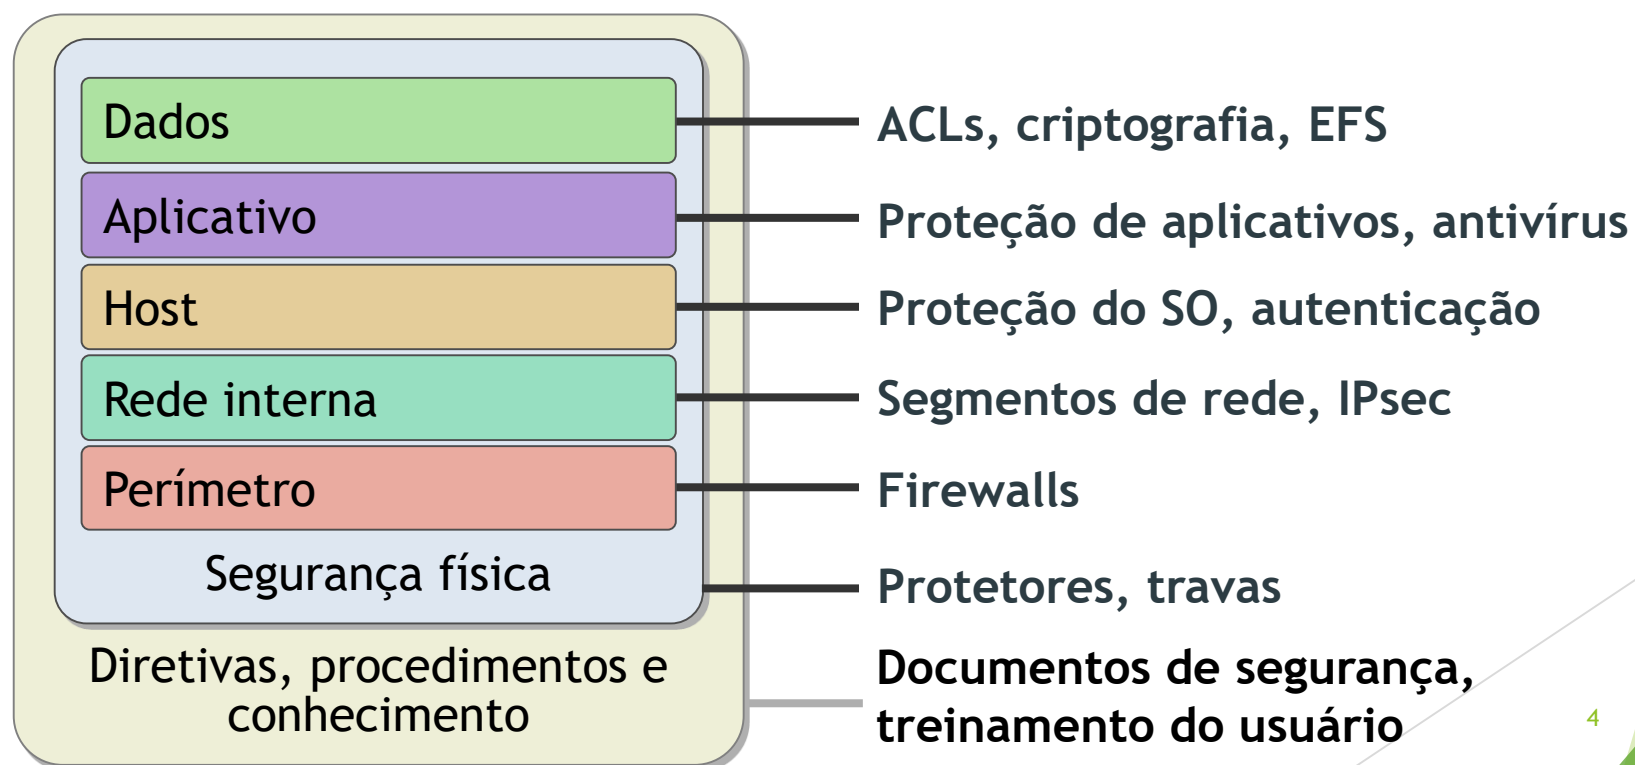 Dados
ACLs, criptografia, EFS
Aplicativo
Proteção de aplicativos, antivírus
Host
Proteção do SO, autenticação
Rede interna
Segmentos de rede, IPsec
Perímetro
Firewalls
Segurança física
Protetores, travas
Diretivas, procedimentos e
conhecimento
Documentos de segurança,
treinamento do usuário
4